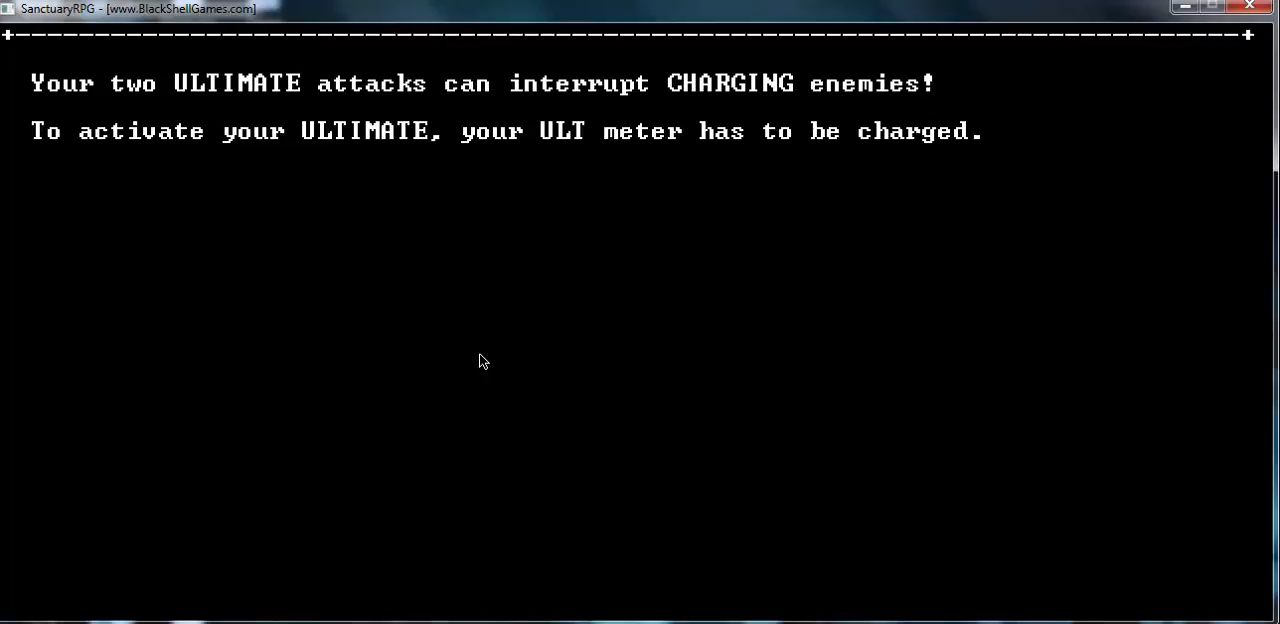 SanctuaryRPG - [www.BlackShellGames.com]
Your two ULTIMATE attacks can interrupt CHARGING enemies!
To activate your ULTIMATE, your ULT meter has to be charged.